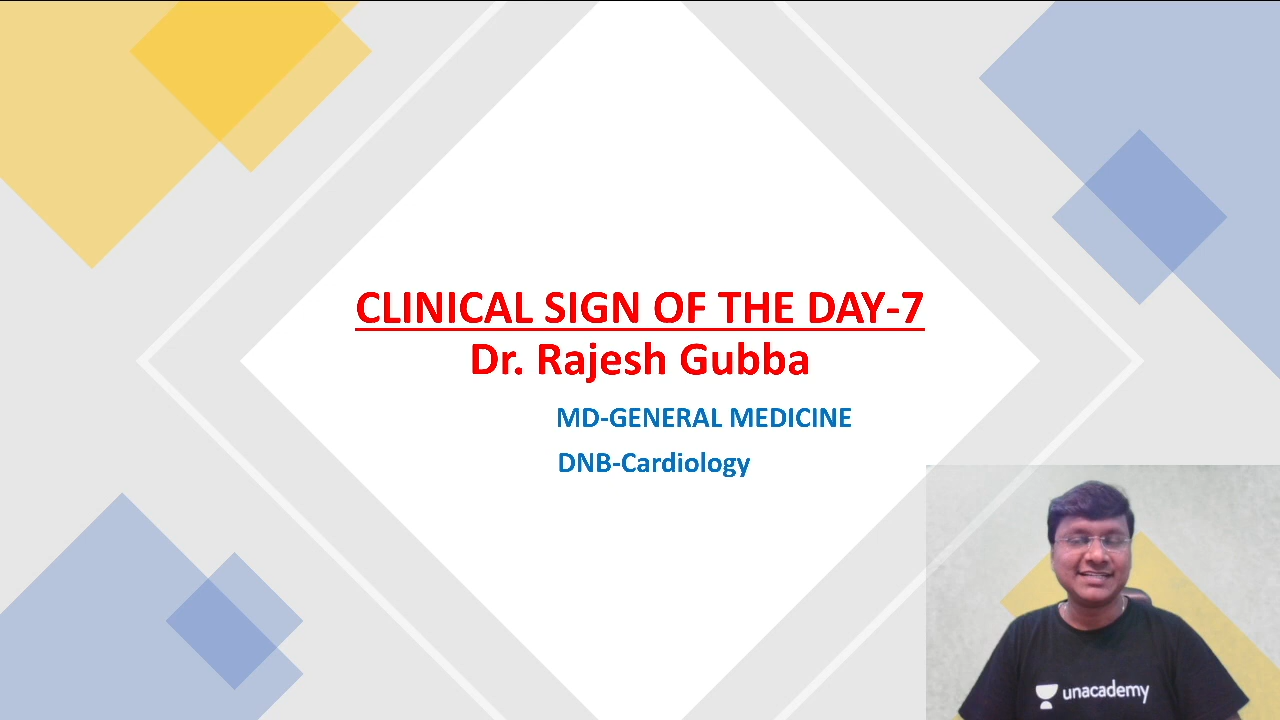 CLINICAL SIGN OF THE DAY-7
Dr. Rajesh Gubba
MD-GENERAL MEDICINE
DNB-Cardiology
unacademy